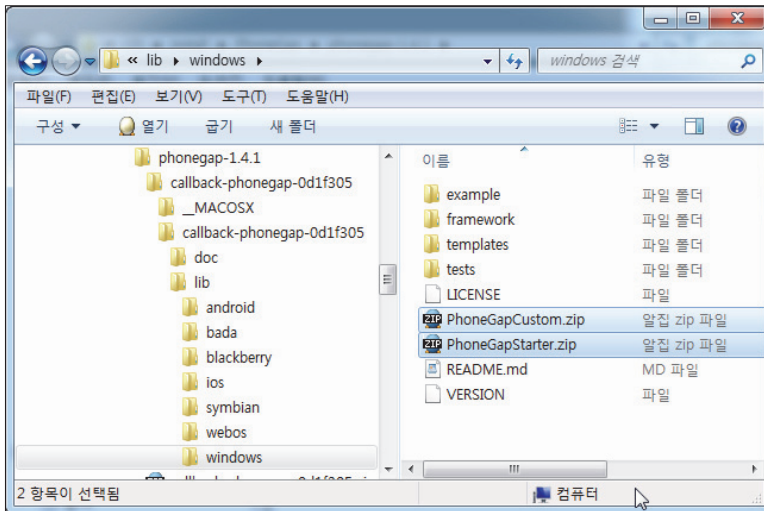 « lib ▸ windows ▸
windows 검색
파일(F) 편집(E) 보기(V) 도구(T) 도움말(H)
구성 ▼ 열기 굽기 새 폴더
phonegap-1.4.1
callback-phonegap-0d1f305
__MACOSX
callback-phonegap-0d1f305
doc
lib
android
bada
blackberry
ios
symbian
webos
windows
이름 유형
example 파일 폴더
framework 파일 폴더
templates 파일 폴더
tests 파일 폴더
LICENSE 파일
ZIP PhoneGapCustom.zip 알집 zip 파일
ZIP PhoneGapStarter.zip 알집 zip 파일
README.md MD 파일
VERSION 파일
2 항목이 선택됨 컴퓨터